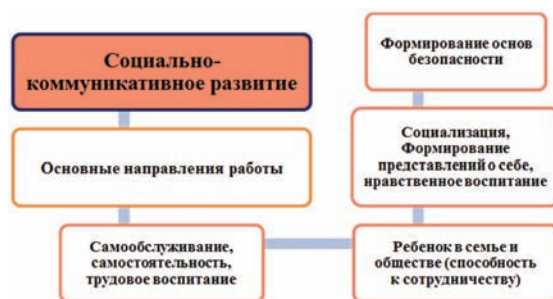 Социально-
коммуникативное развитие
Основные направления работы
Самообслуживание,
самостоятельность,
трудовое воспитание
Ребенок в семье и
обществе (способность
к сотрудничеству)
Социализация,
Формирование
представлений о себе,
нравственное воспитание
Формирование основ
безопасности